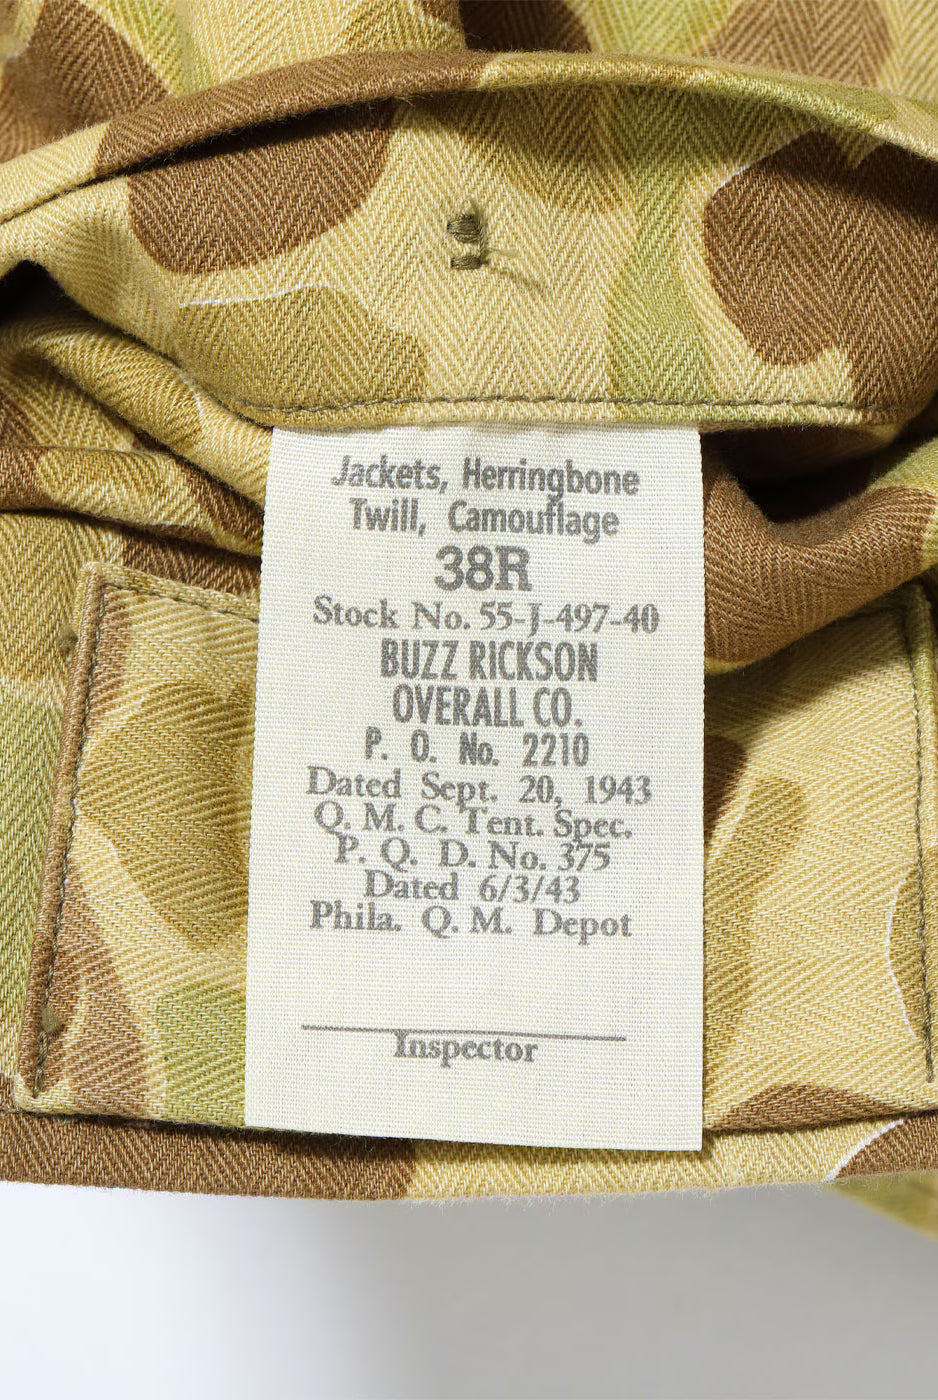 Jackets, Herringbone
Twill, Camouflage
38R
Stock No. 55-J-497-40
BUZZ RICKSON
OVERALL CO.
P. O. No. 2210
Dated Sept. 20, 1943
Q. M. C. Tent. Spec.
P. Q. D. No. 375
Dated 6/3/43
Phila. Q. M. Depot
Inspector